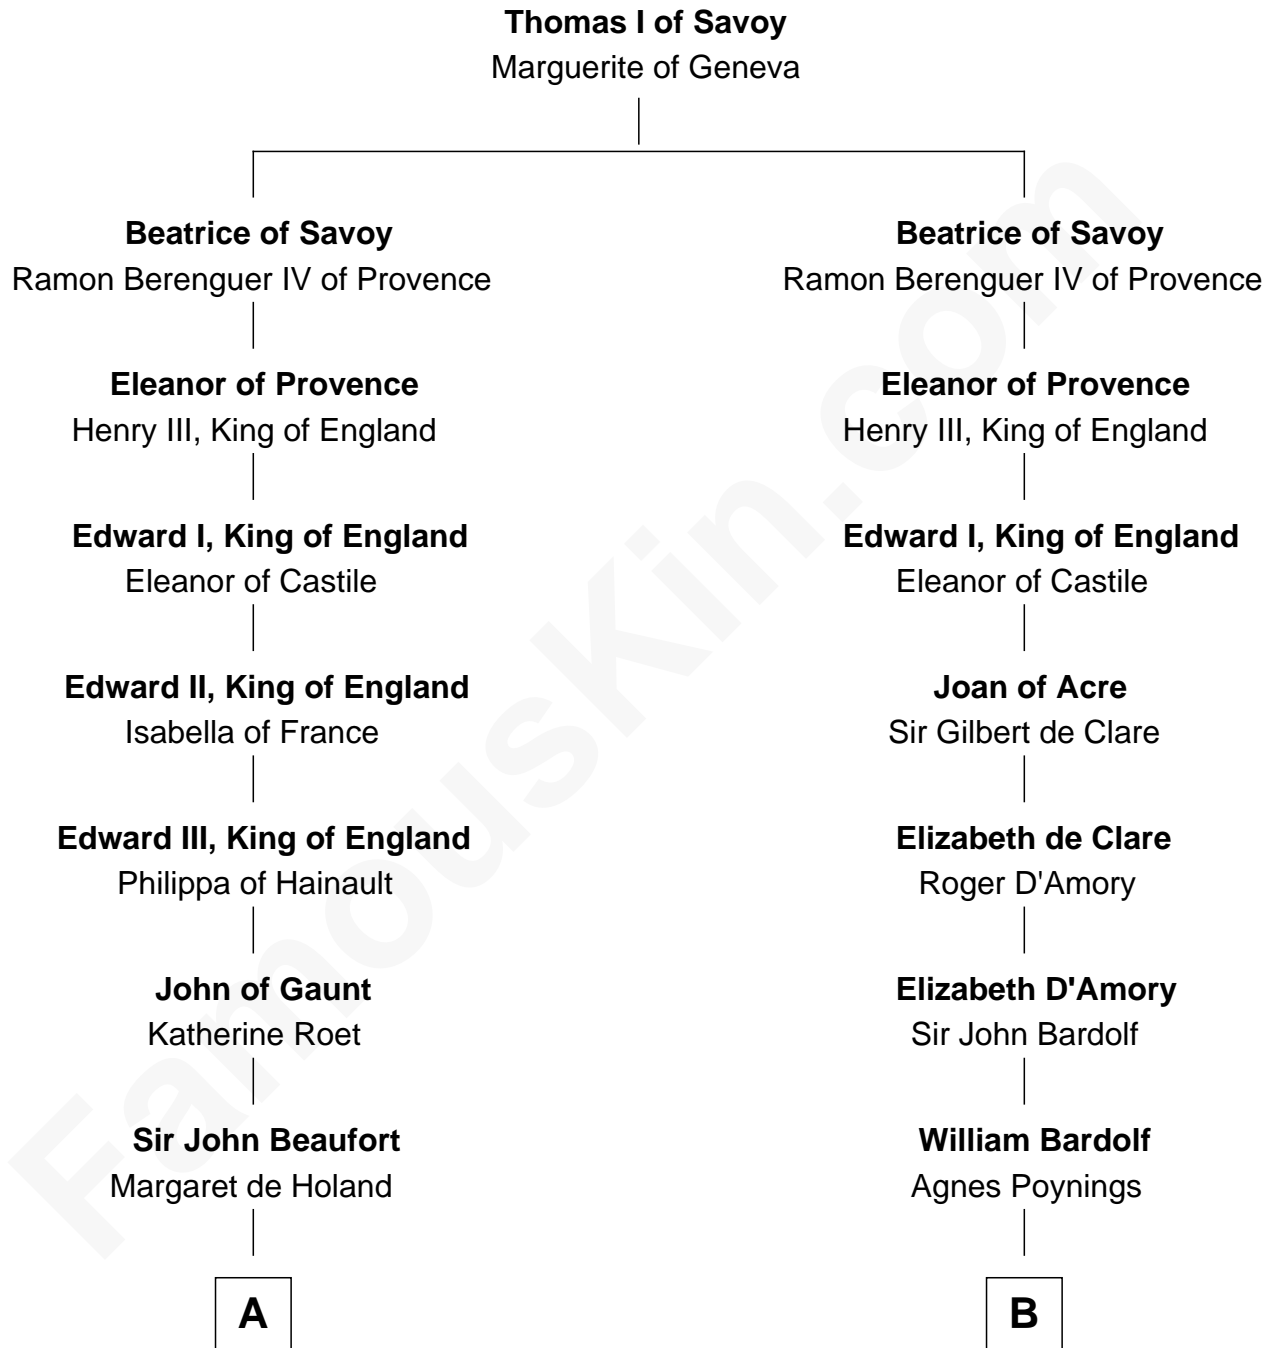 Thomas I of Savoy
Marguerite of Geneva
Beatrice of Savoy
Ramon Berenguer IV of Provence
Eleanor of Provence
Henry III, King of England
Edward I, King of England
Eleanor of Castile
Edward II, King of England
Isabella of France
Edward III, King of England
Philippa of Hainault
John of Gaunt
Katherine Roet
Sir John Beaufort
Margaret de Holand
A
Beatrice of Savoy
Ramon Berenguer IV of Provence
Eleanor of Provence
Henry III, King of England
Edward I, King of England
Eleanor of Castile
Joan of Acre
Sir Gilbert de Clare
Elizabeth de Clare
Roger D'Amory
Elizabeth D'Amory
Sir John Bardolf
William Bardolf
Agnes Poynings
B
FamousKin.com